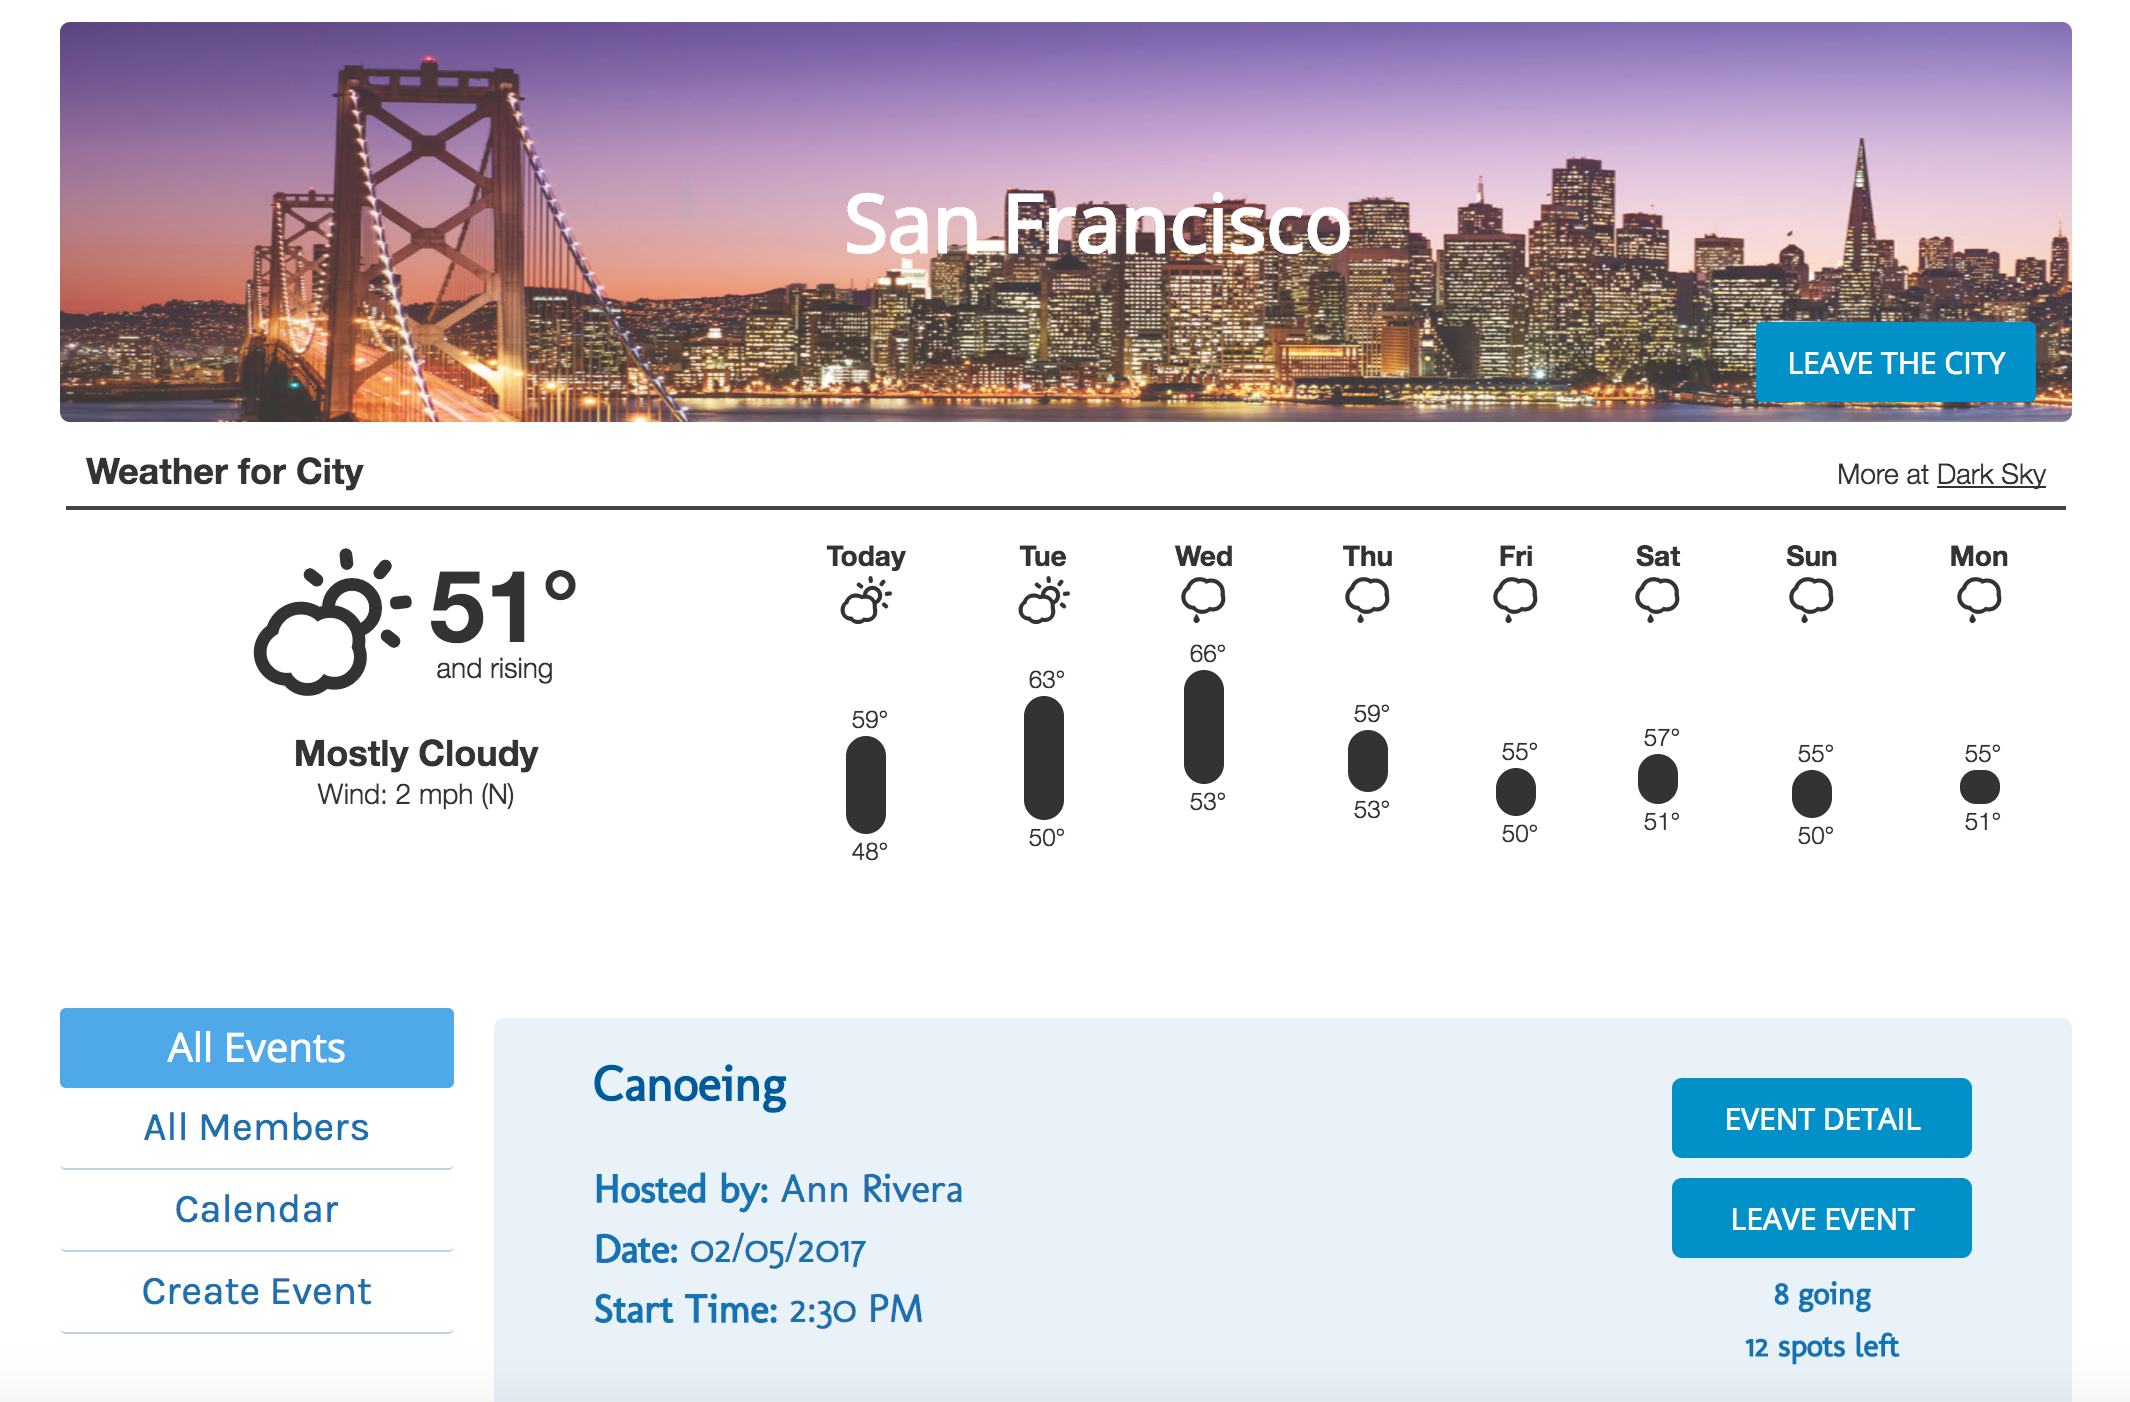 San Francisco
LEAVE THE CITY
Weather for City
More at Dark Sky
51°
and rising
Mostly Cloudy
Wind: 2 mph (N)
Today Tue Wed Thu Fri Sat Sun Mon
59° 63° 66° 59° 55° 57° 55° 55°
48° 50° 53° 53° 50° 51° 50° 51°
All Events
All Members
Calendar
Create Event
Canoeing
Hosted by: Ann Rivera
Date: 02/05/2017
Start Time: 2:30 PM
EVENT DETAIL
LEAVE EVENT
8 going
12 spots left